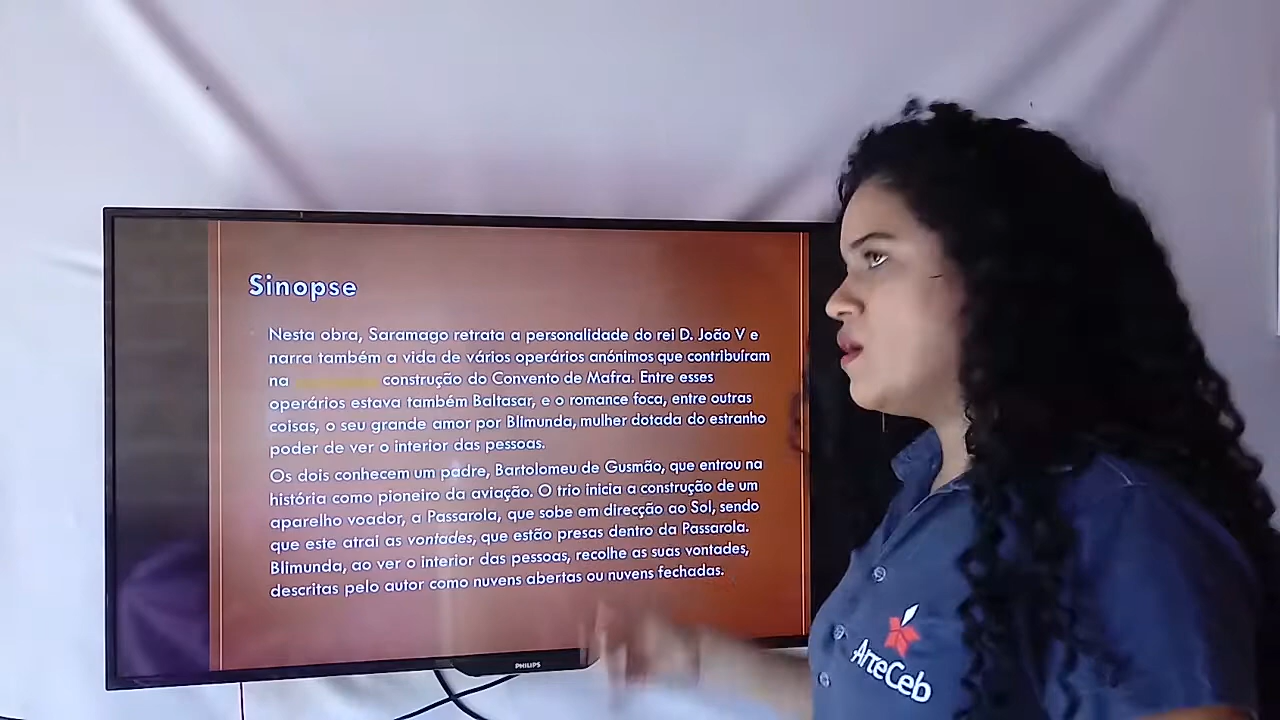 Sinopse
Nesta obra, Saramago retrata a personalidade do rei D. João V e
narra também a vida de vários operários anónimos que contribuíram
na construção do Convento de Mafra. Entre esses
operários estava também Baltasar, e o romance foca, entre outras
coisas, o seu grande amor por Blimunda, mulher dotada do estranho
poder de ver o interior das pessoas.
Os dois conhecem um padre, Bartolomeu de Gusmão, que entrou na
história como pioneiro da aviação. O trio inicia a construção de um
aparelho voador, a Passarola, que sobe em direcção ao Sol, sendo
que este atrai as vontades, que estão presas dentro da Passarola.
Blimunda, ao ver o interior das pessoas, recolhe as suas vontades,
descritas pelo autor como nuvens abertas ou nuvens fechadas.
PHILIPS
ArteCeb